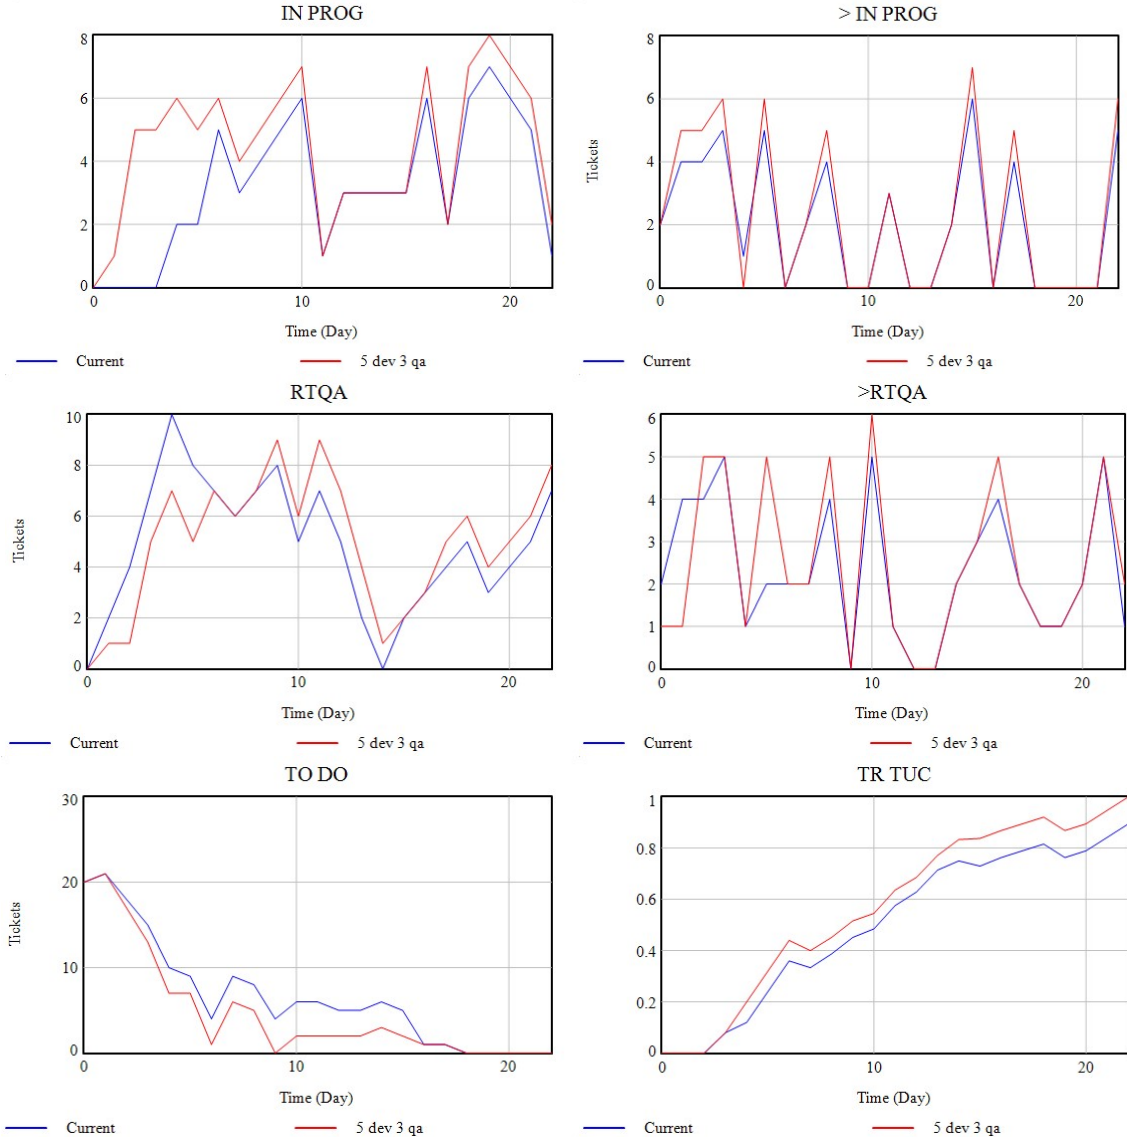 IN PROG
8
6
4
2
0
0 10 20
Time (Day)
Current 5 dev 3 qa
> IN PROG
8
6
4
2
0
Tickets
0 10 20
Time (Day)
Current 5 dev 3 qa
RTQA
10
8
6
4
2
0
Tickets
0 10 20
Time (Day)
Current 5 dev 3 qa
>RTQA
6
5
4
3
2
1
0
0 10 20
Time (Day)
Current 5 dev 3 qa
TO DO
30
20
10
0
Tickets
0 10 20
Time (Day)
Current 5 dev 3 qa
TR TUC
1
0.8
0.6
0.4
0.2
0
0 10 20
Time (Day)
Current 5 dev 3 qa